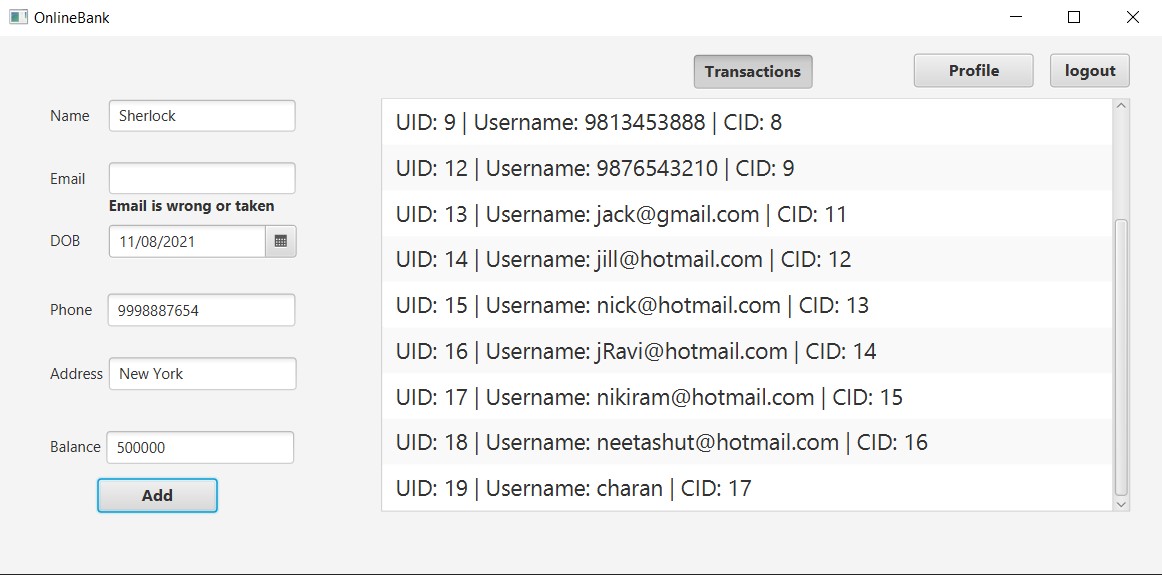 OnlineBank
Transactions
Profile
logout
Name
Sherlock
Email
Email is wrong or taken
DOB
11/08/2021
Phone
9998887654
Address
New York
Balance
500000
Add
UID: 9 | Username: 9813453888 | CID: 8
UID: 12 | Username: 9876543210 | CID: 9
UID: 13 | Username: jack@gmail.com | CID: 11
UID: 14 | Username: jill@hotmail.com | CID: 12
UID: 15 | Username: nick@hotmail.com | CID: 13
UID: 16 | Username: jRavi@hotmail.com | CID: 14
UID: 17 | Username: nikiram@hotmail.com | CID: 15
UID: 18 | Username: neetashut@hotmail.com | CID: 16
UID: 19 | Username: charan | CID: 17